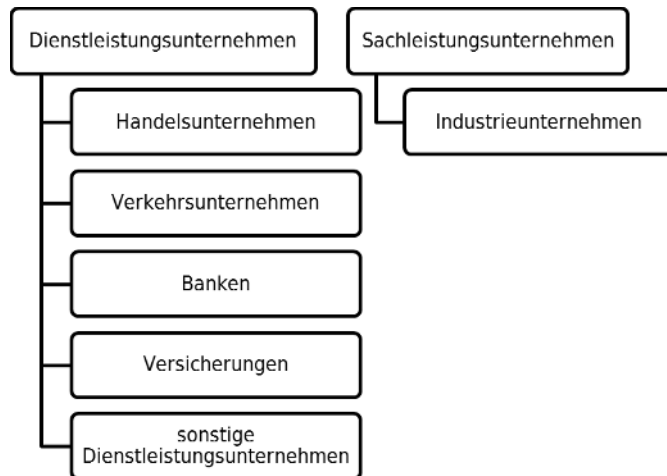 Dienstleistungsunternehmen
Handelsunternehmen
Verkehrsunternehmen
Banken
Versicherungen
sonstige
Dienstleistungsunternehmen
Sachleistungsunternehmen
Industrieunternehmen